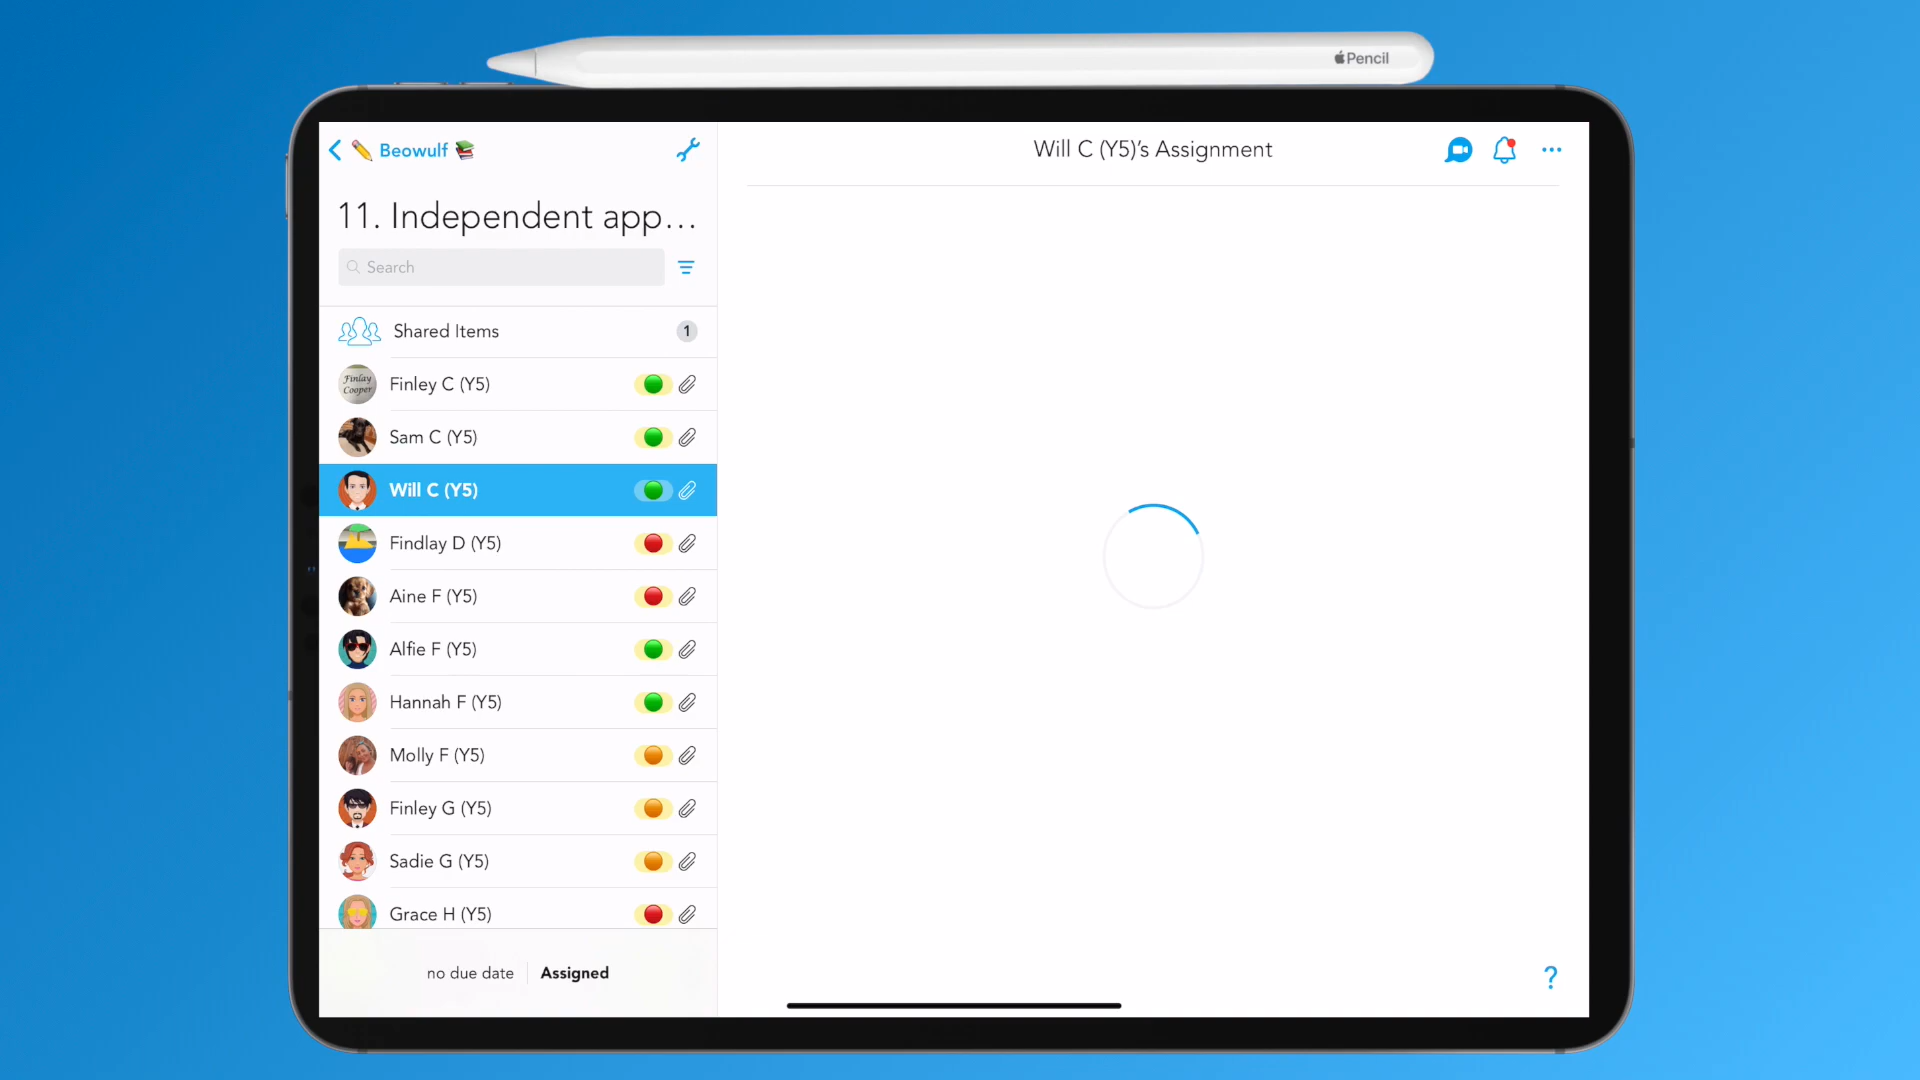 Pencil
Beowulf
Will C (Y5)’s Assignment
11. Independent app…
Search
Shared Items 1
Finlay
Cooper
Finley C (Y5)
Sam C (Y5)
Will C (Y5)
Findlay D (Y5)
Aine F (Y5)
Alfie F (Y5)
Hannah F (Y5)
Molly F (Y5)
Finley G (Y5)
Sadie G (Y5)
Grace H (Y5)
no due date Assigned
?